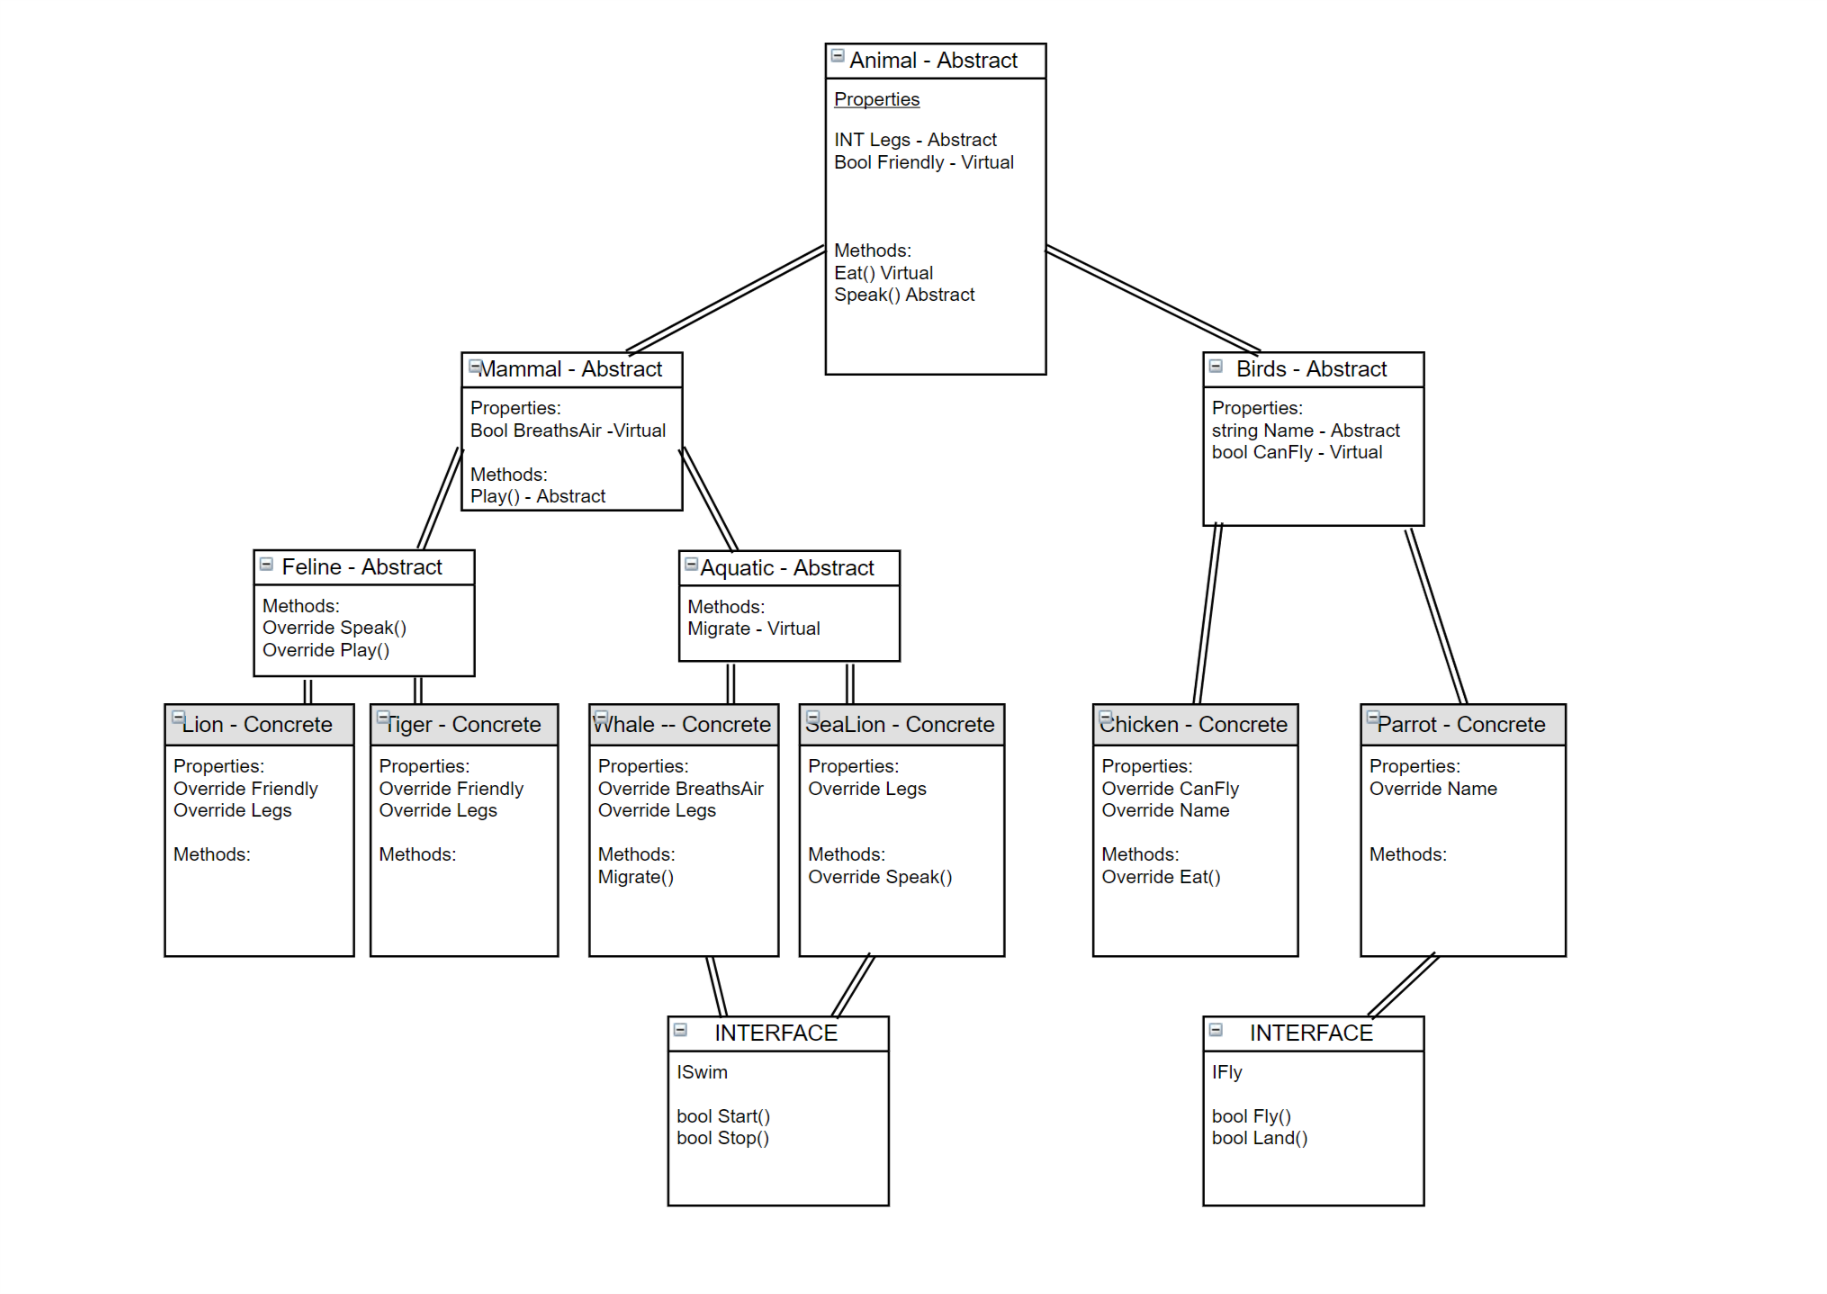 Animal - Abstract
Properties
INT Legs - Abstract
Bool Friendly - Virtual
Methods:
Eat() Virtual
Speak() Abstract
Mammal - Abstract
Properties:
Bool BreathsAir -Virtual
Methods:
Play() - Abstract
Birds - Abstract
Properties:
string Name - Abstract
bool CanFly - Virtual
Feline - Abstract
Methods:
Override Speak()
Override Play()
Aquatic - Abstract
Methods:
Migrate - Virtual
Lion - Concrete
Properties:
Override Friendly
Override Legs
Methods:
Tiger - Concrete
Properties:
Override Friendly
Override Legs
Methods:
Whale -- Concrete
Properties:
Override BreathsAir
Override Legs
Methods:
Migrate()
SeaLion - Concrete
Properties:
Override Legs
Methods:
Override Speak()
Chicken - Concrete
Properties:
Override CanFly
Override Name
Methods:
Override Eat()
Parrot - Concrete
Properties:
Override Name
Methods:
INTERFACE
ISwim
bool Start()
bool Stop()
INTERFACE
IFly
bool Fly()
bool Land()